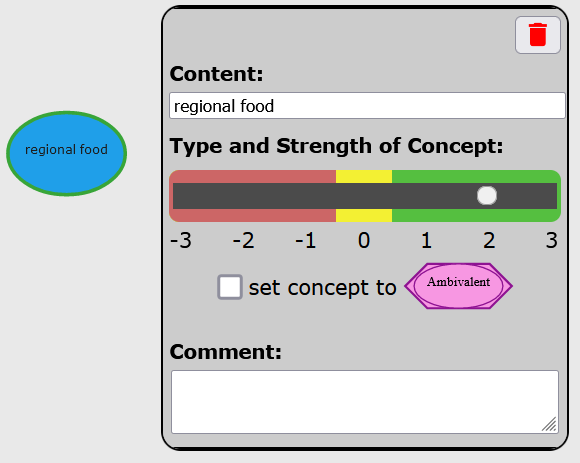 regional food
Content:
regional food
Type and Strength of Concept:
-3 -2 -1 0 1 2 3
set concept to Ambivalent
Comment: